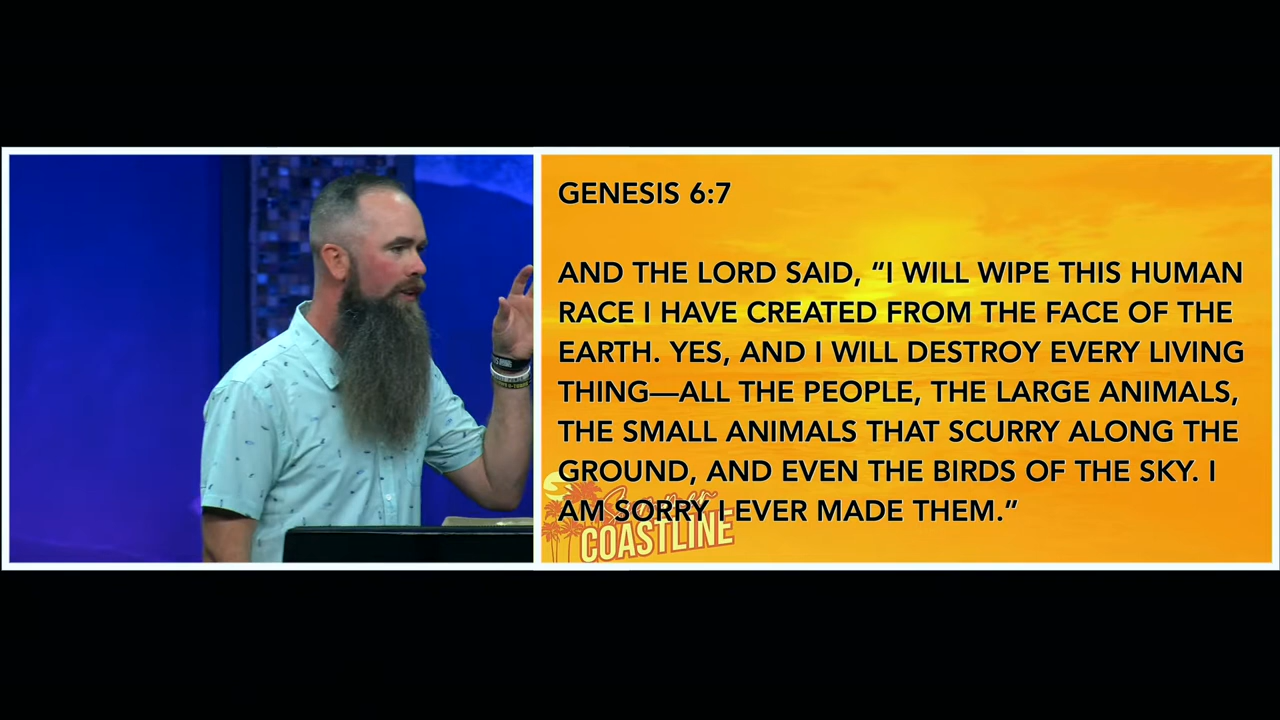 GENESIS 6:7
AND THE LORD SAID, “I WILL WIPE THIS HUMAN
RACE I HAVE CREATED FROM THE FACE OF THE
EARTH. YES, AND I WILL DESTROY EVERY LIVING
THING—ALL THE PEOPLE, THE LARGE ANIMALS,
THE SMALL ANIMALS THAT SCURRY ALONG THE
GROUND, AND EVEN THE BIRDS OF THE SKY. I
AM SORRY I EVER MADE THEM.”
Summer
COASTLINE